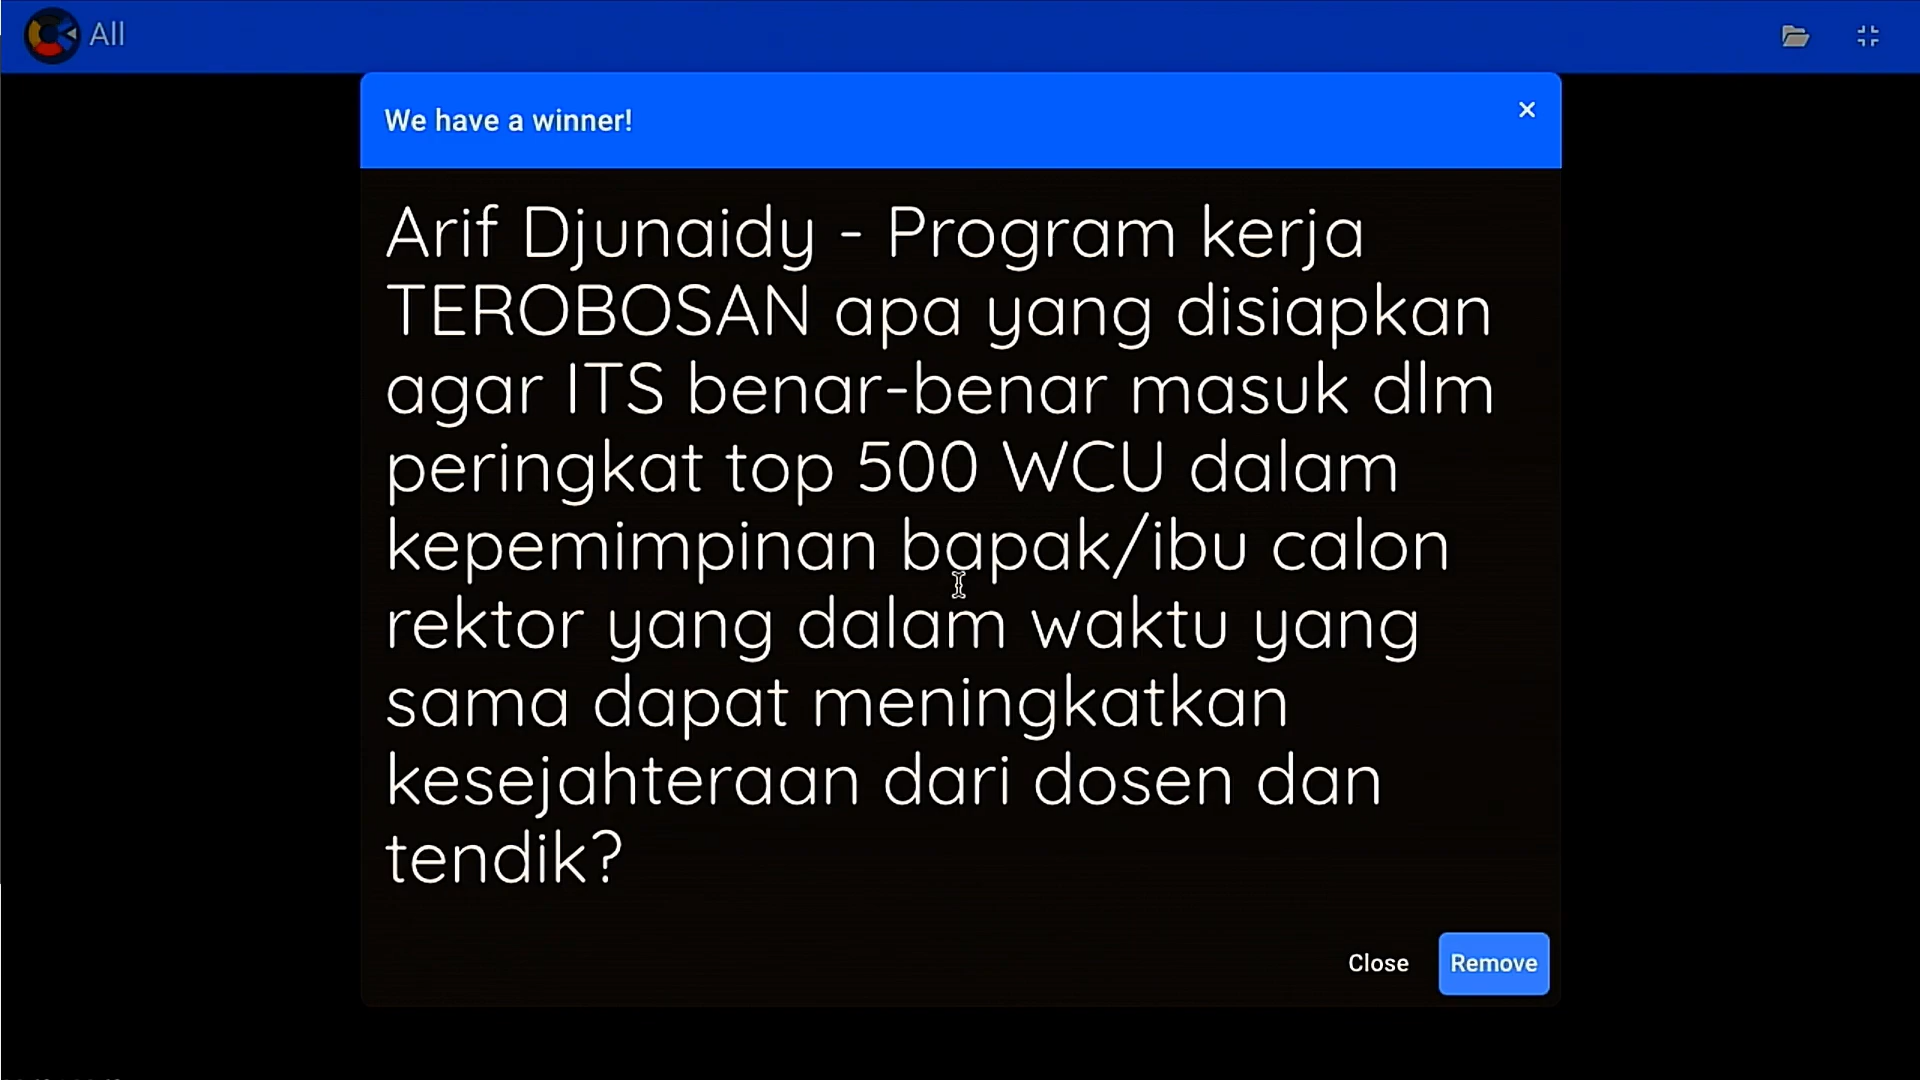 All
We have a winner!
×
Arif Djunaidy - Program kerja
TEROBOSAN apa yang disiapkan
agar ITS benar-benar masuk dlm
peringkat top 500 WCU dalam
kepemimpinan bapak/ibu calon
rektor yang dalam waktu yang
sama dapat meningkatkan
kesejahteraan dari dosen dan
tendik?
Close
Remove